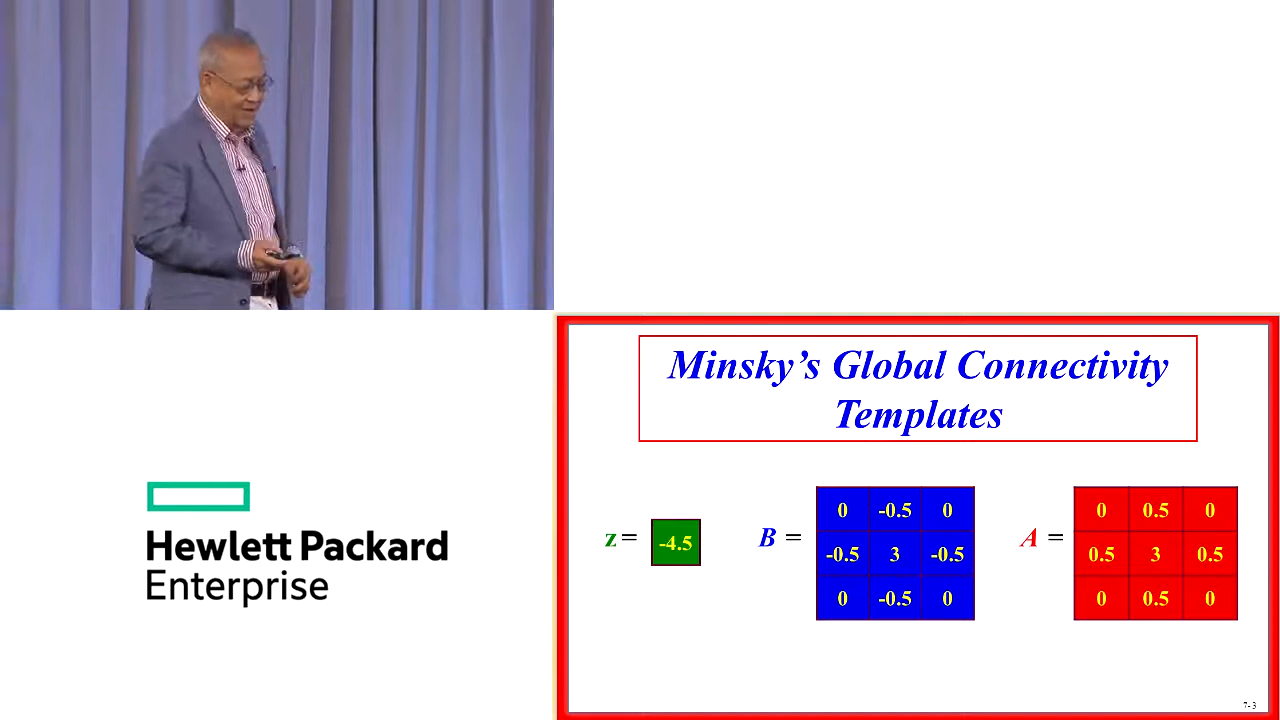 Minsky’s Global Connectivity
Templates
z = -4.5
B =
0 -0.5 0
-0.5 3 -0.5
0 -0.5 0
A =
0 0.5 0
0.5 3 0.5
0 0.5 0
7-3
Hewlett Packard
Enterprise